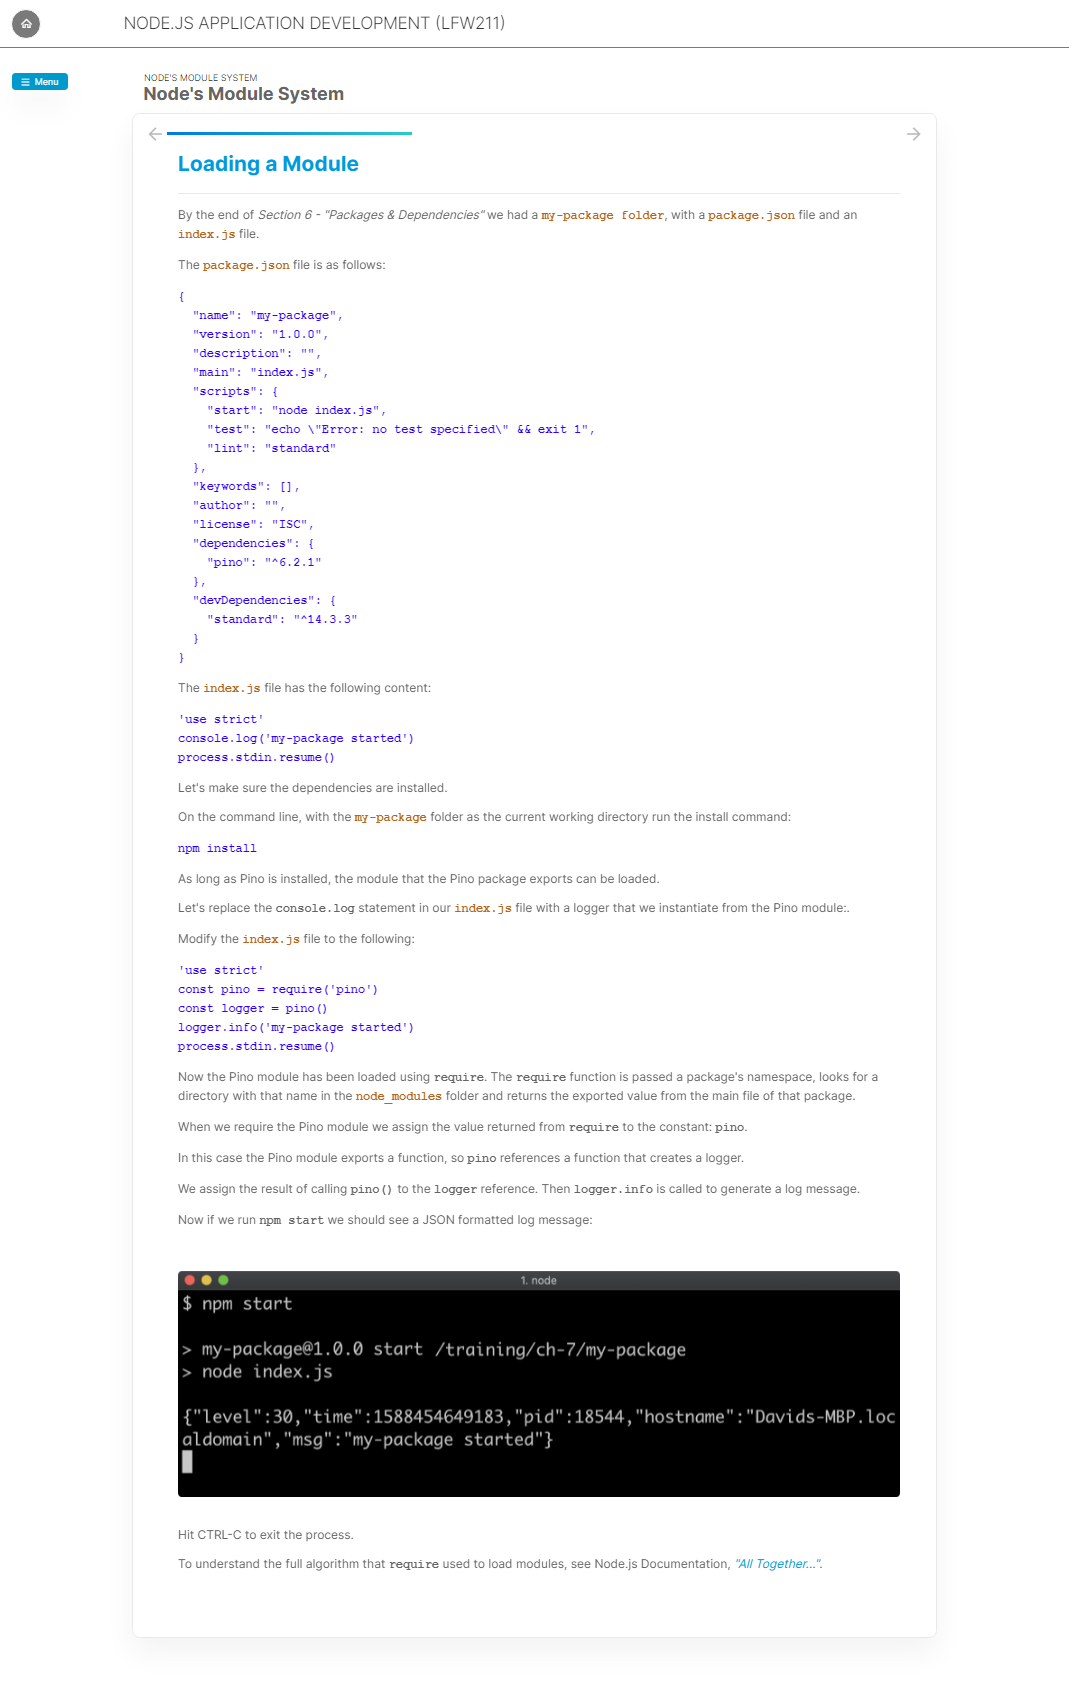 NODE.JS APPLICATION DEVELOPMENT (LFW211)
Menu
NODE'S MODULE SYSTEM
Node's Module System
Loading a Module
By the end of Section 6 - "Packages & Dependencies" we had a my-package folder, with a package.json file and an
index.js file.
The package.json file is as follows:
{
  "name": "my-package",
  "version": "1.0.0",
  "description": "",
  "main": "index.js",
  "scripts": {
    "start": "node index.js",
    "test": "echo \"Error: no test specified\" && exit 1",
    "lint": "standard"
  },
  "keywords": [],
  "author": "",
  "license": "ISC",
  "dependencies": {
    "pino": "^6.2.1"
  },
  "devDependencies": {
    "standard": "^14.3.3"
  }
}
The index.js file has the following content:
'use strict'
console.log('my-package started')
process.stdin.resume()
Let's make sure the dependencies are installed.
On the command line, with the my-package folder as the current working directory run the install command:
npm install
As long as Pino is installed, the module that the Pino package exports can be loaded.
Let's replace the console.log statement in our index.js file with a logger that we instantiate from the Pino module:.
Modify the index.js file to the following:
'use strict'
const pino = require('pino')
const logger = pino()
logger.info('my-package started')
process.stdin.resume()
Now the Pino module has been loaded using require. The require function is passed a package's namespace, looks for a
directory with that name in the node_modules folder and returns the exported value from the main file of that package.
When we require the Pino module we assign the value returned from require to the constant: pino.
In this case the Pino module exports a function, so pino references a function that creates a logger.
We assign the result of calling pino() to the logger reference. Then logger.info is called to generate a log message.
Now if we run npm start we should see a JSON formatted log message:
1. node
$ npm start
> my-package@1.0.0 start /training/ch-7/my-package
> node index.js
{"level":30,"time":1588454649183,"pid":18544,"hostname":"Davids-MBP.loc
aldomain","msg":"my-package started"}
Hit CTRL-C to exit the process.
To understand the full algorithm that require used to load modules, see Node.js Documentation, "All Together...".